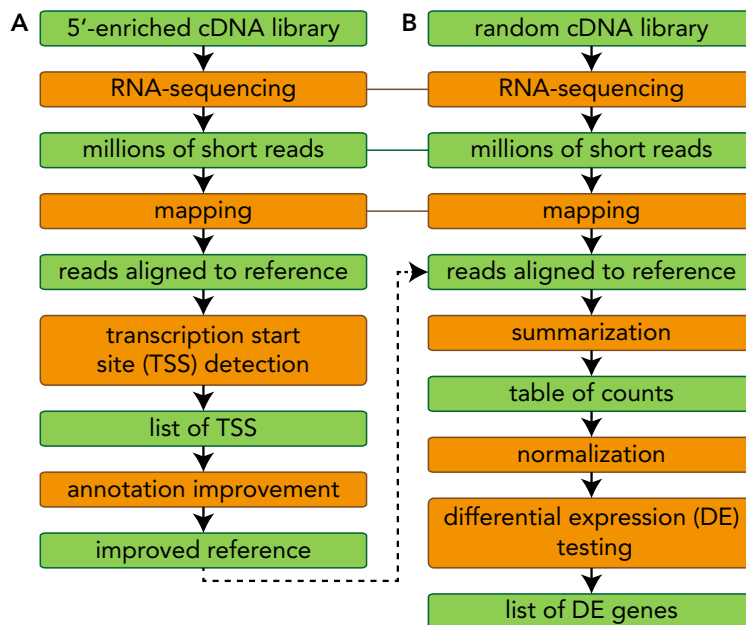 A
5′-enriched cDNA library
RNA-sequencing
millions of short reads
mapping
reads aligned to reference
transcription start
site (TSS) detection
list of TSS
annotation improvement
improved reference
B
random cDNA library
RNA-sequencing
millions of short reads
mapping
reads aligned to reference
summarization
table of counts
normalization
differential expression (DE)
testing
list of DE genes